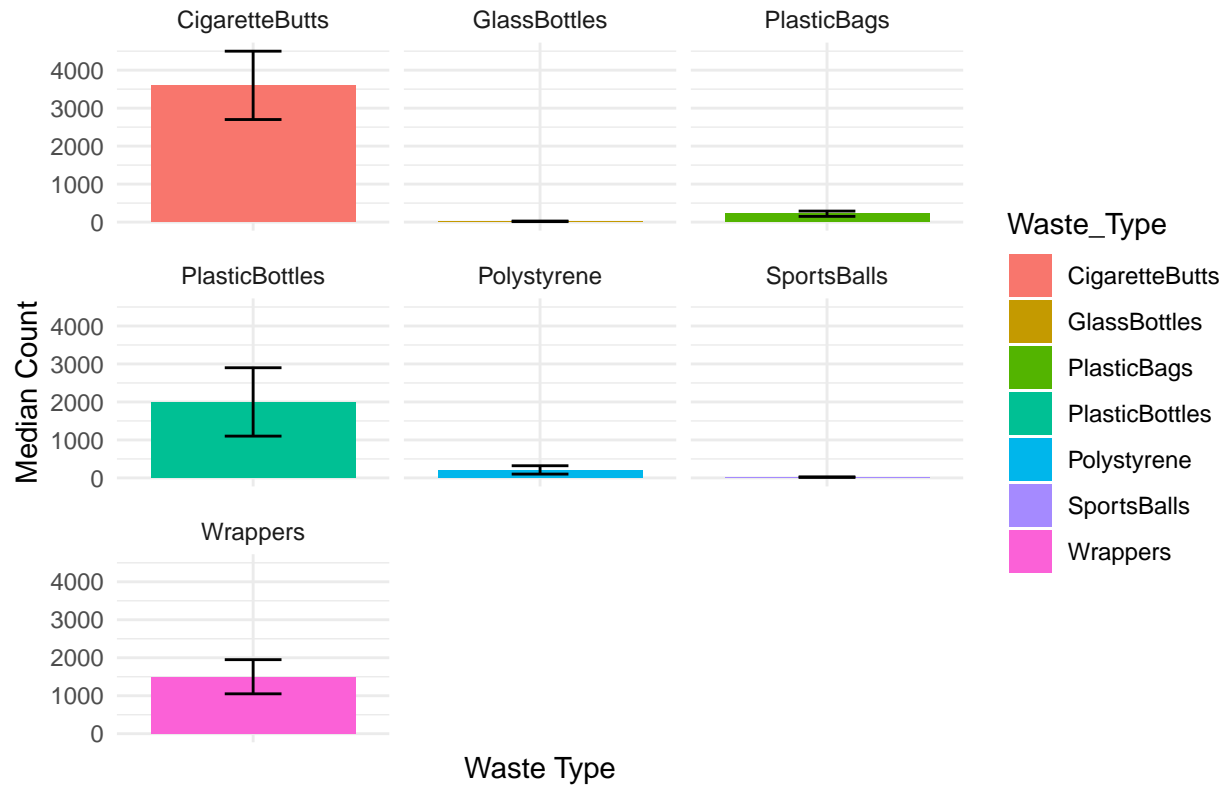 CigaretteButts GlassBottles PlasticBags
4000
3000
2000
1000
0
PlasticBottles Polystyrene SportsBalls
4000
3000
2000
1000
0
Wrappers
4000
3000
2000
1000
0
Median Count
Waste Type
Waste_Type
CigaretteButts
GlassBottles
PlasticBags
PlasticBottles
Polystyrene
SportsBalls
Wrappers